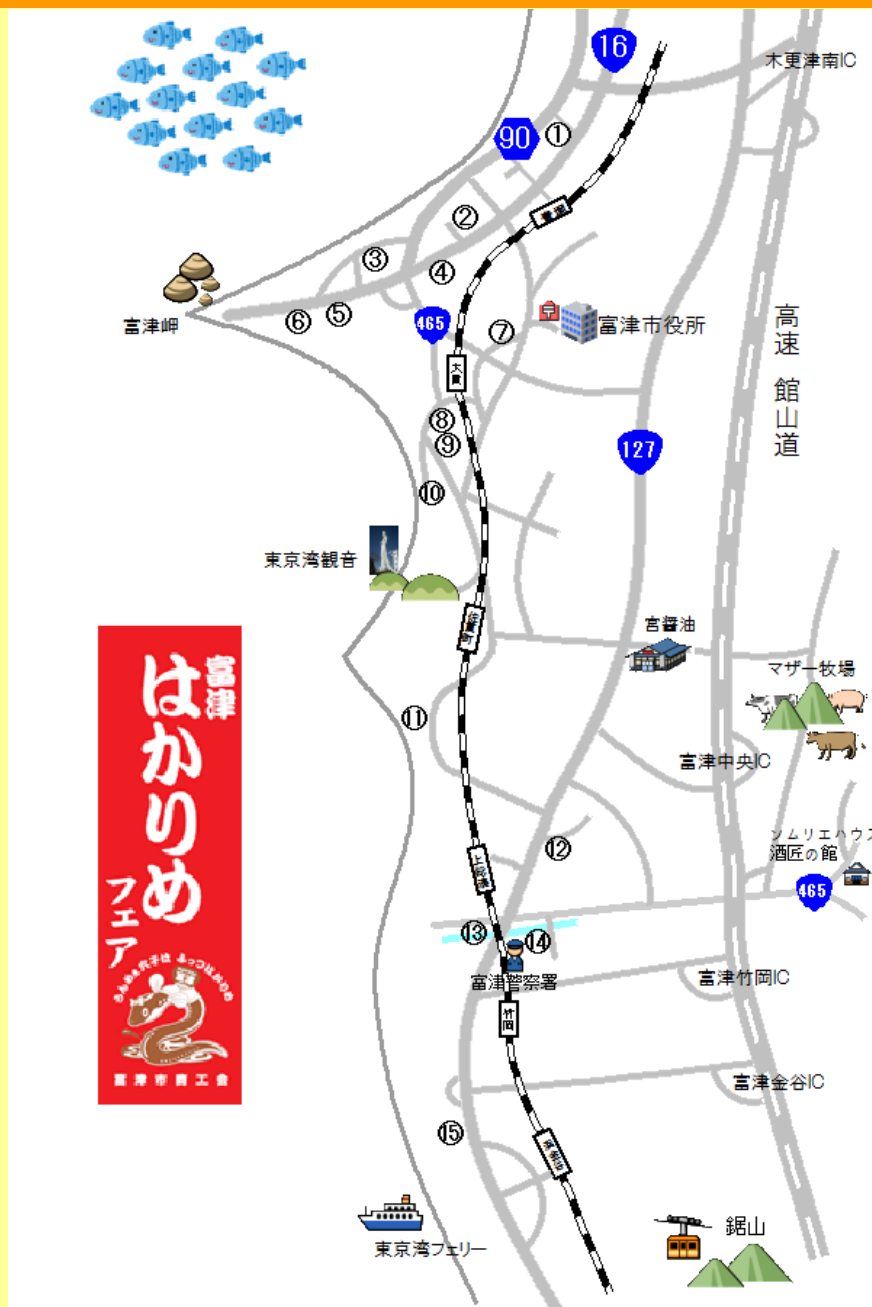 16
木更津南IC
90
①
青堀
②
③
④
富津岬
⑥
⑤
465
⑦
富津市役所
高速 館山道
大貫
⑧
⑨
127
⑩
東京湾観音
佐貫町
宮醤油
マザー牧場
富津
はかりめ
フェア
富津市商工会
⑪
富津中央IC
⑫
ソムリエハウス
酒匠の館
上総湊
465
⑬
⑭
富津警察署
富津竹岡IC
竹岡
富津金谷IC
⑮
浜金谷
東京湾フェリー
鋸山